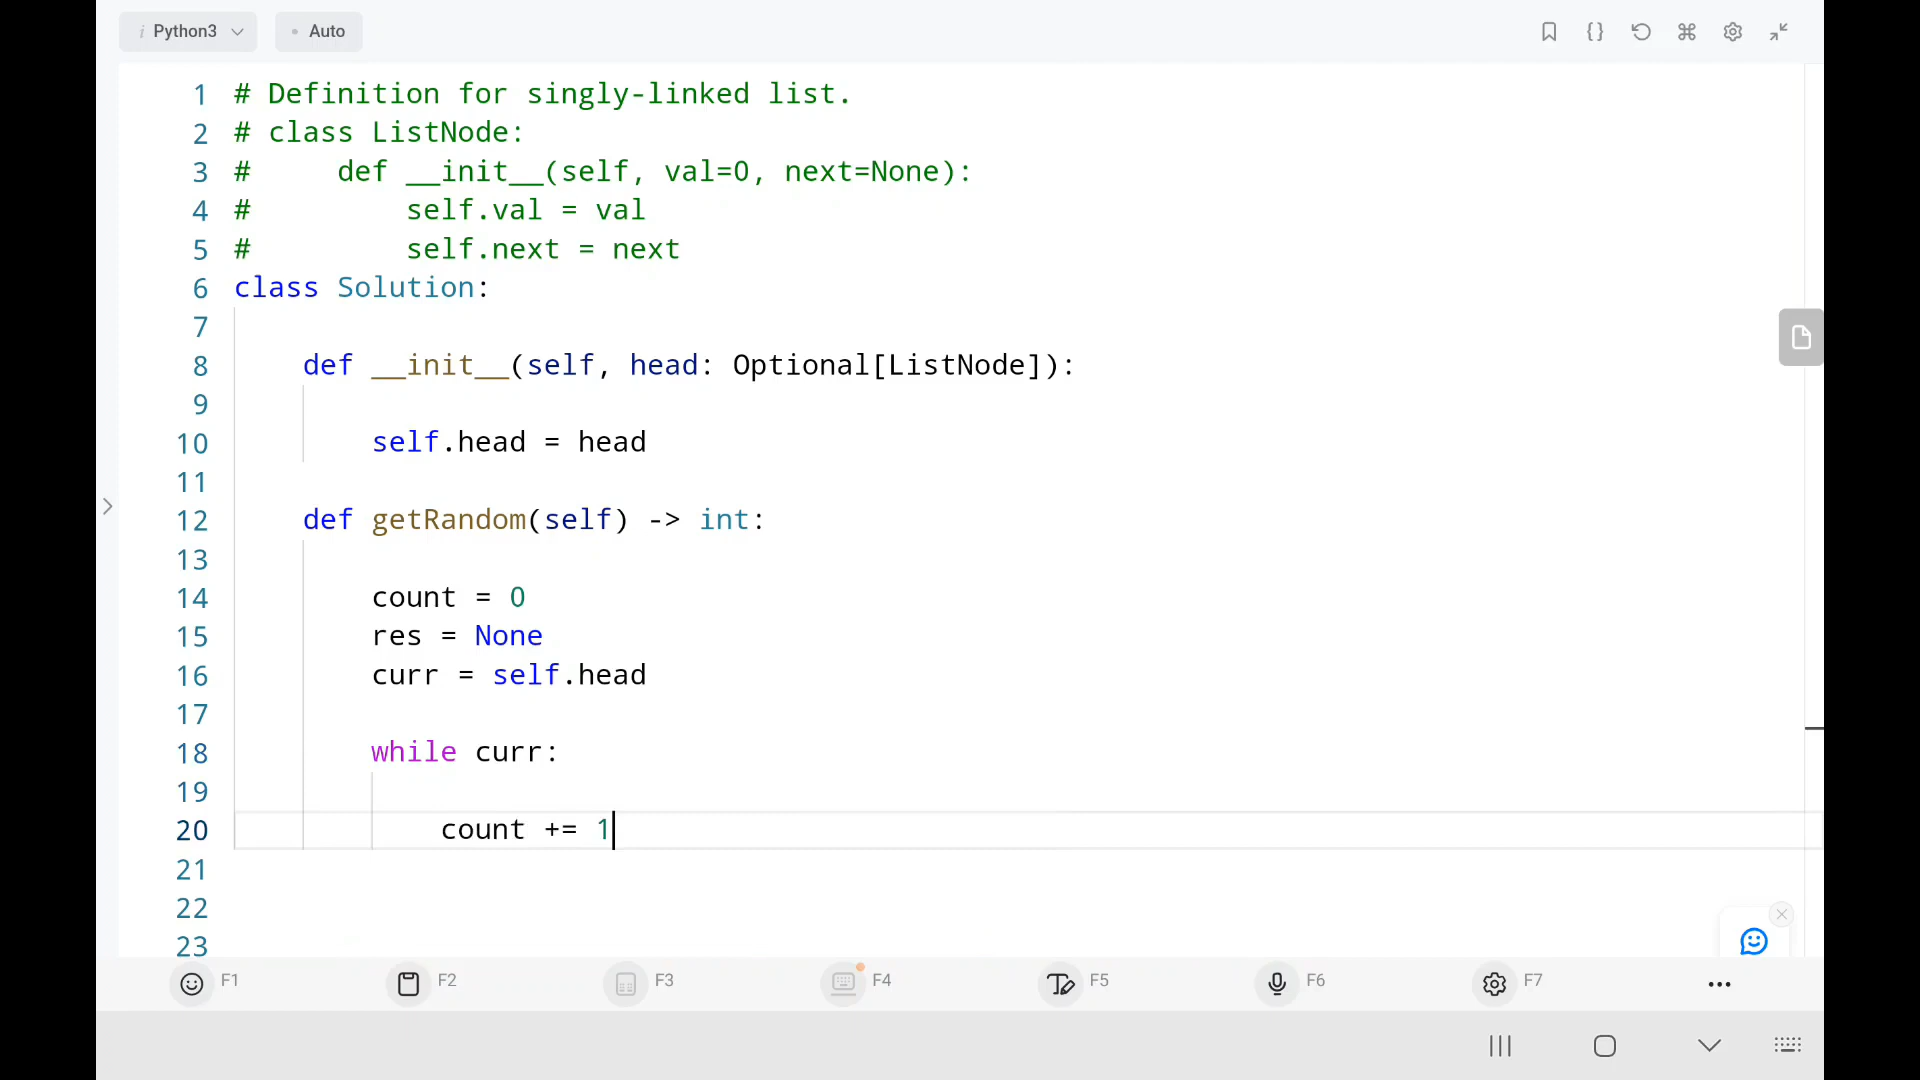 i Python3 Auto
1 # Definition for singly-linked list.
2 # class ListNode:
3 #     def __init__(self, val=0, next=None):
4 #         self.val = val
5 #         self.next = next
6 class Solution:
7
8     def __init__(self, head: Optional[ListNode]):
9
10         self.head = head
11
12     def getRandom(self) -> int:
13
14         count = 0
15         res = None
16         curr = self.head
17
18         while curr:
19
20             count += 1
21
22
23
F1 F2 F3 F4 F5 F6 F7